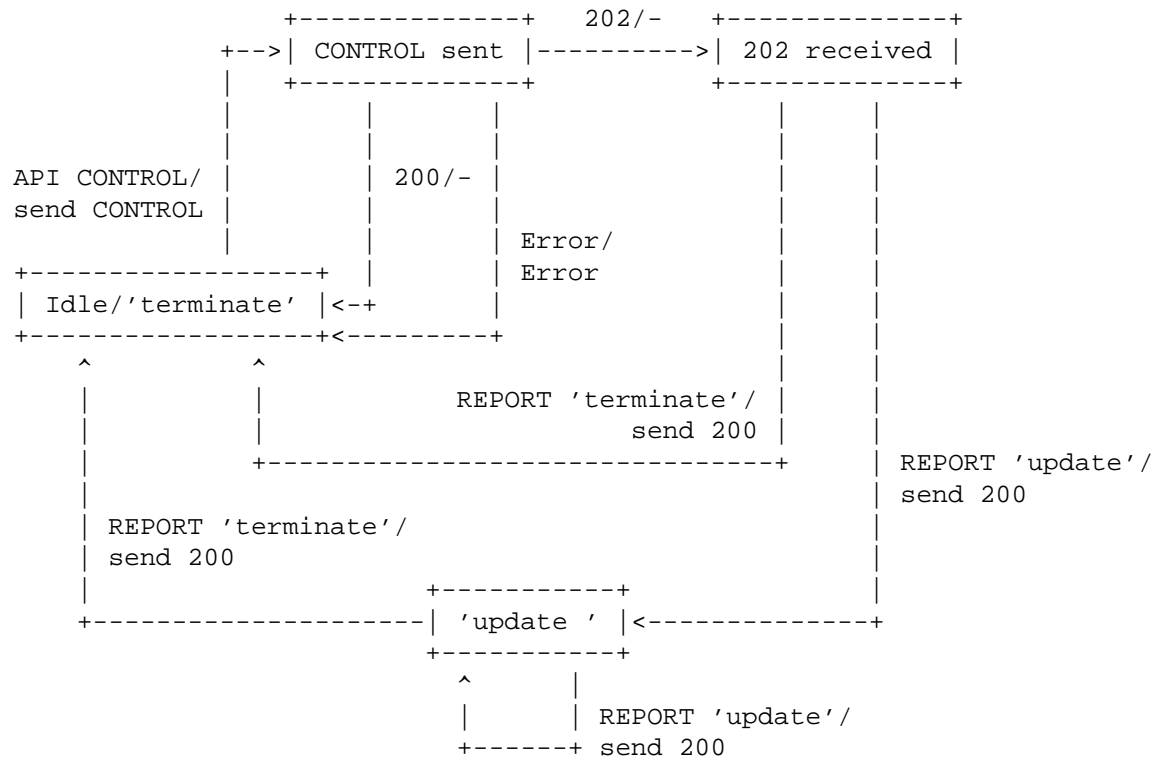 202/-
CONTROL sent
202 received
API CONTROL/
send CONTROL
200/-
Error/
Error
Idle/'terminate'
REPORT 'terminate'/
send 200
REPORT 'update'/
send 200
REPORT 'terminate'/
send 200
'update '
REPORT 'update'/
send 200